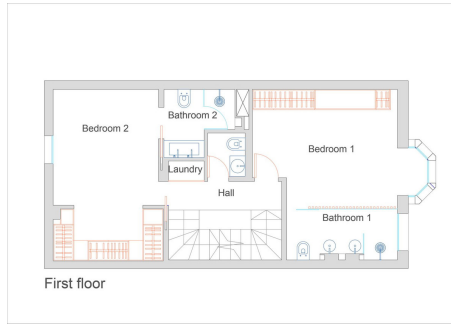 Bathroom 2
Bedroom 2
Bedroom 1
Laundry
Hall
Bathroom 1
First floor